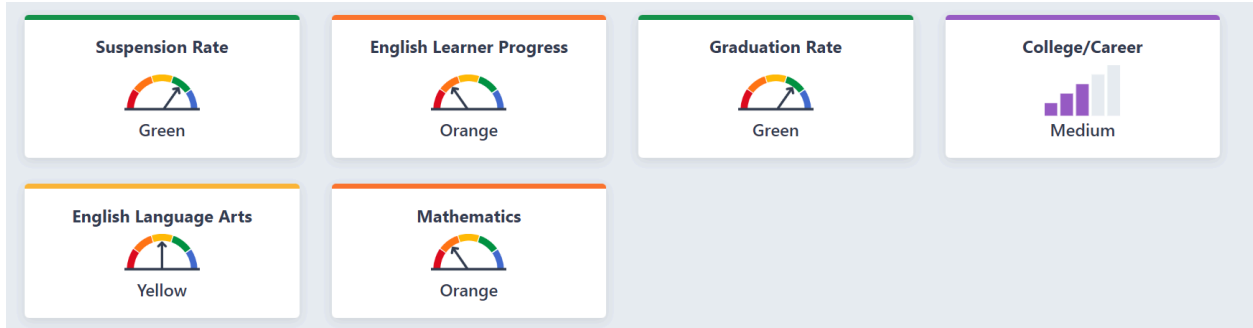 Suspension Rate
Green
English Learner Progress
Orange
Graduation Rate
Green
College/Career
Medium
English Language Arts
Yellow
Mathematics
Orange